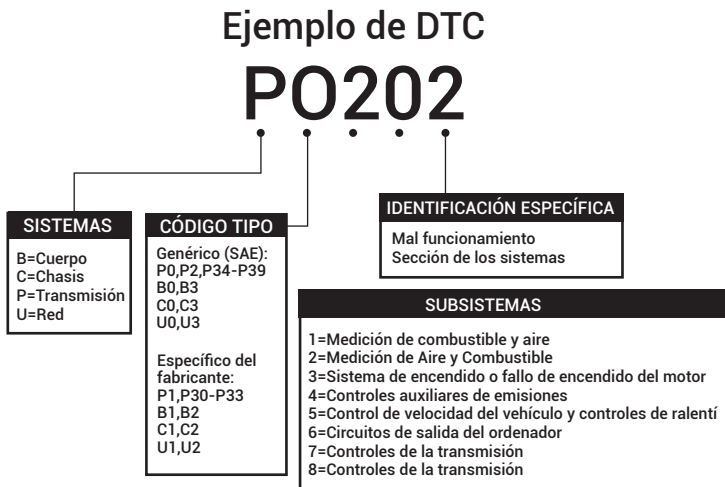 Ejemplo de DTC
PO202
SISTEMAS
B=Cuerpo
C=Chasis
P=Transmisión
U=Red
CÓDIGO TIPO
Genérico (SAE):
P0,P2,P34-P39
B0,B3
C0,C3
U0,U3
Específico del
fabricante:
P1,P30-P33
B1,B2
C1,C2
U1,U2
IDENTIFICACIÓN ESPECÍFICA
Mal funcionamiento
Sección de los sistemas
SUBSISTEMAS
1=Medición de combustible y aire
2=Medición de Aire y Combustible
3=Sistema de encendido o fallo de encendido del motor
4=Controles auxiliares de emisiones
5=Control de velocidad del vehículo y controles de ralentí
6=Circuitos de salida del ordenador
7=Controles de la transmisión
8=Controles de la transmisión